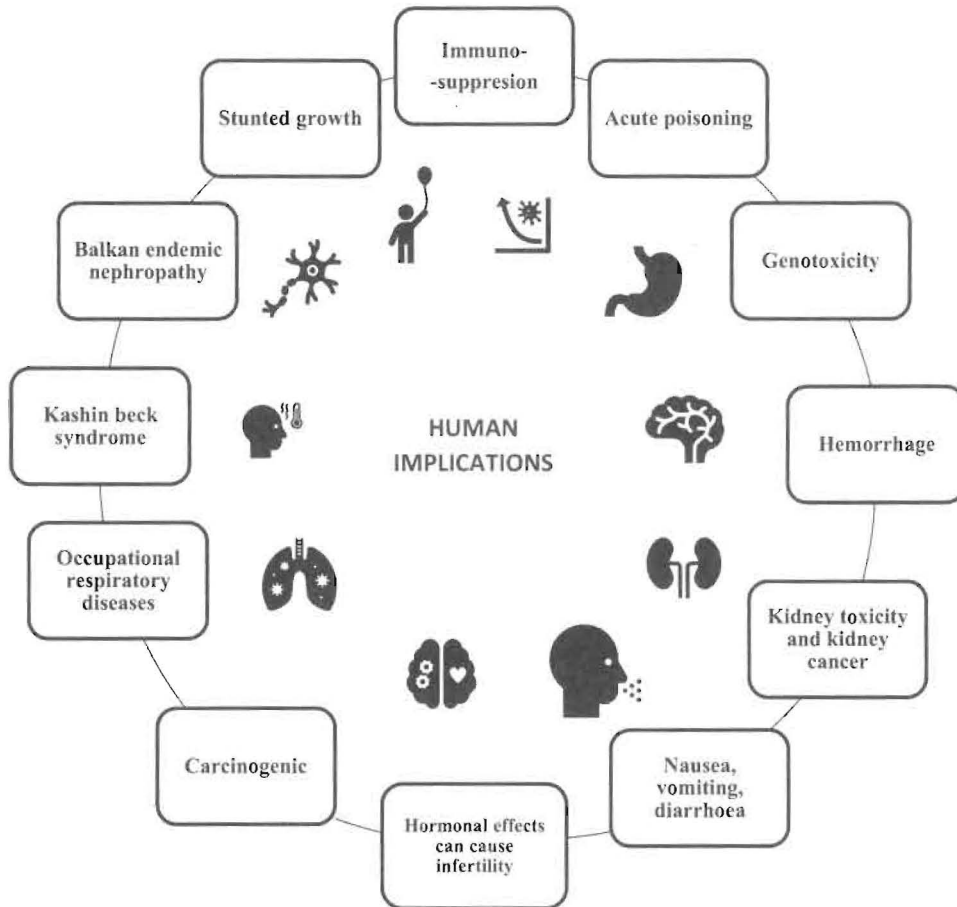 Immuno-
-suppresion
Stunted growth
Acute poisoning
Balkan endemic
nephropathy
Genotoxicity
Kashin beck
syndrome
HUMAN
IMPLICATIONS
Hemorrhage
Occupational
respiratory
diseases
Kidney toxicity
and kidney
cancer
Carcinogenic
Nausea,
vomiting,
diarrhoea
Hormonal effects
can cause
infertility